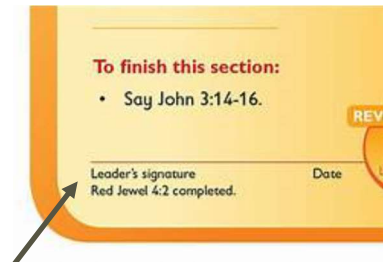 To finish this section:
• Say John 3:14-16.
REV
Leader's signature Date
Red Jewel 4:2 completed.